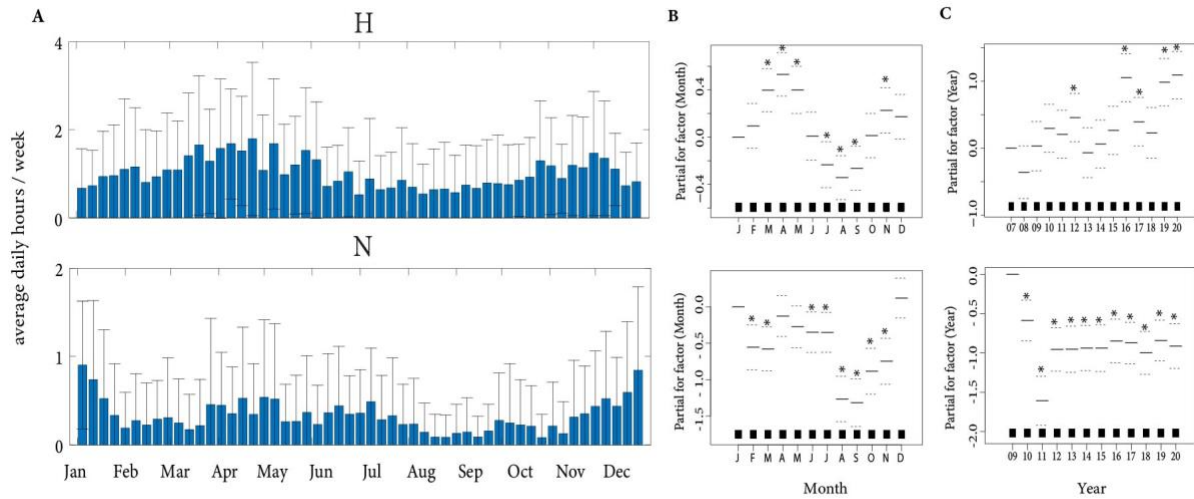 A
H
average daily hours / week
4
2
0
N
2
1
0
Jan Feb Mar Apr May Jun Jul Aug Sep Oct Nov Dec
B
Partial for factor (Month)
0.4
0.0
−0.4
* * * * * * *
J F M A M J J A S O N D
Partial for factor (Month)
0.0
- 0.5
- 1.0
-1.5
* * * * * * * *
J F M A M J J A S O N D
Month
C
Partial for factor (Year)
1.0
0.0
−1.0
* * * * *
07 08 09 10 11 12 13 14 15 16 17 18 19 20
Partial for factor (Year)
0.0
-0.5
-1.0
-1.5
-2.0
* * * * * * * * * * *
09 10 11 12 13 14 15 16 17 18 19 20
Year